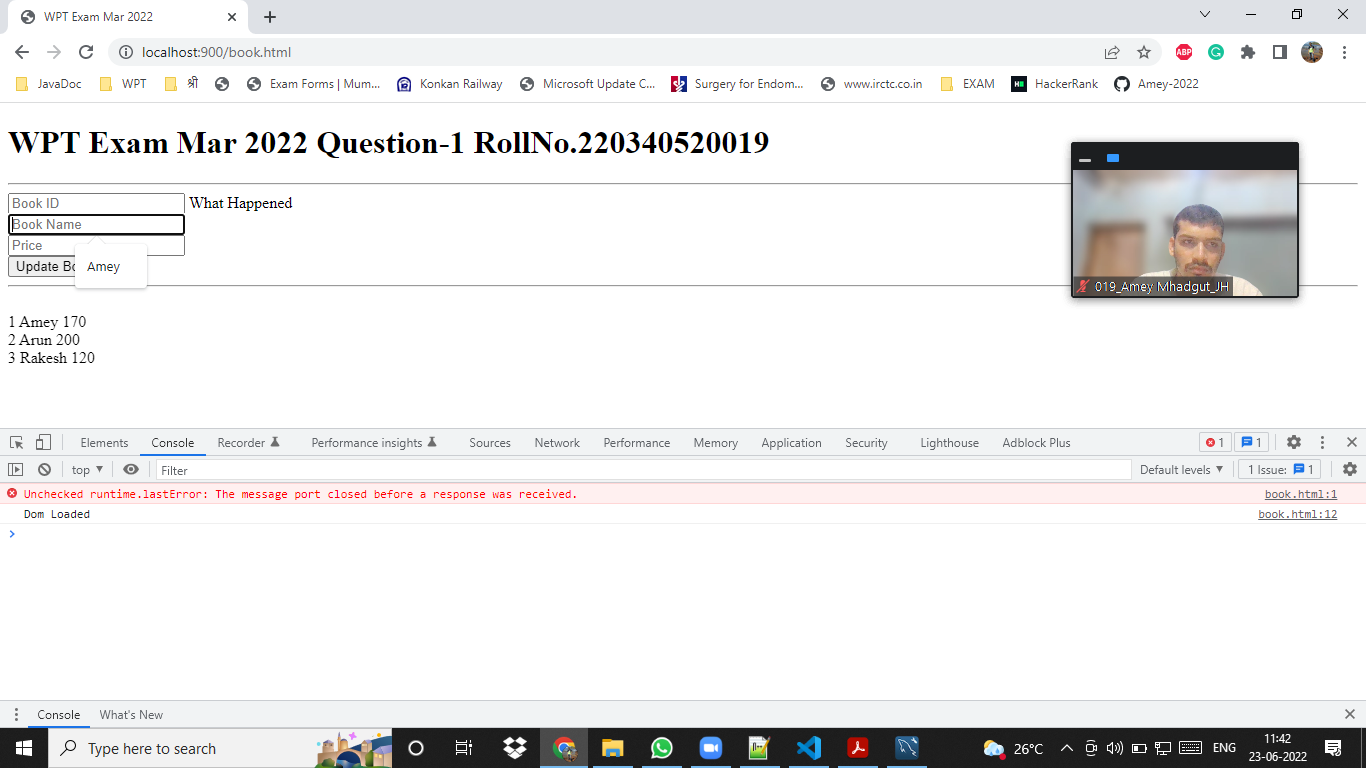 WPT Exam Mar 2022
localhost:900/book.html
ABP
JavaDoc
WPT
श्री
Exam Forms | Mum...
Konkan Railway
Microsoft Update C...
Surgery for Endom...
www.irctc.co.in
EXAM
HackerRank
Amey-2022
WPT Exam Mar 2022 Question-1 RollNo.220340520019
Book ID What Happened
Book Name
Price
Update Bo
Amey
019_Amey Mhadgut_JH
1 Amey 170
2 Arun 200
3 Rakesh 120
Elements Console Recorder Performance insights Sources Network Performance Memory Application Security Lighthouse Adblock Plus 1 1
top Filter Default levels 1 Issue: 1
Unchecked runtime.lastError: The message port closed before a response was received. book.html:1
Dom Loaded book.html:12
Console What's New
Type here to search
26°C
ENG
11:42
23-06-2022